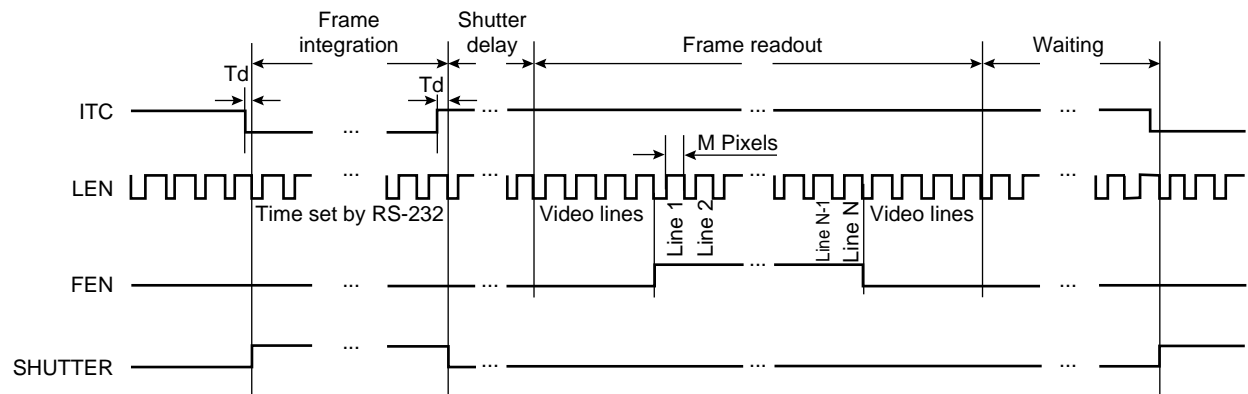 Frame integration
Shutter delay
Frame readout
Waiting
Td
Td
ITC
...
...
...
...
M Pixels
LEN
...
...
...
...
Time set by RS-232
Video lines
Line 1
Line 2
Line N-1
Line N
Video lines
FEN
...
...
...
...
SHUTTER
...
...
...
...